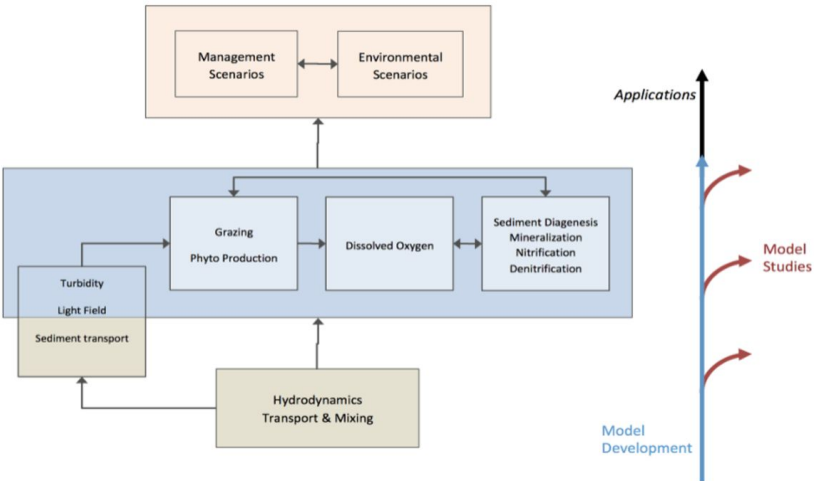 Management
Scenarios
Environmental
Scenarios
Applications
Grazing
Phyto Production
Dissolved Oxygen
Sediment Diagenesis
Mineralization
Nitrification
Denitrification
Model
Studies
Turbidity
Light Field
Sediment transport
Hydrodynamics
Transport & Mixing
Model
Development